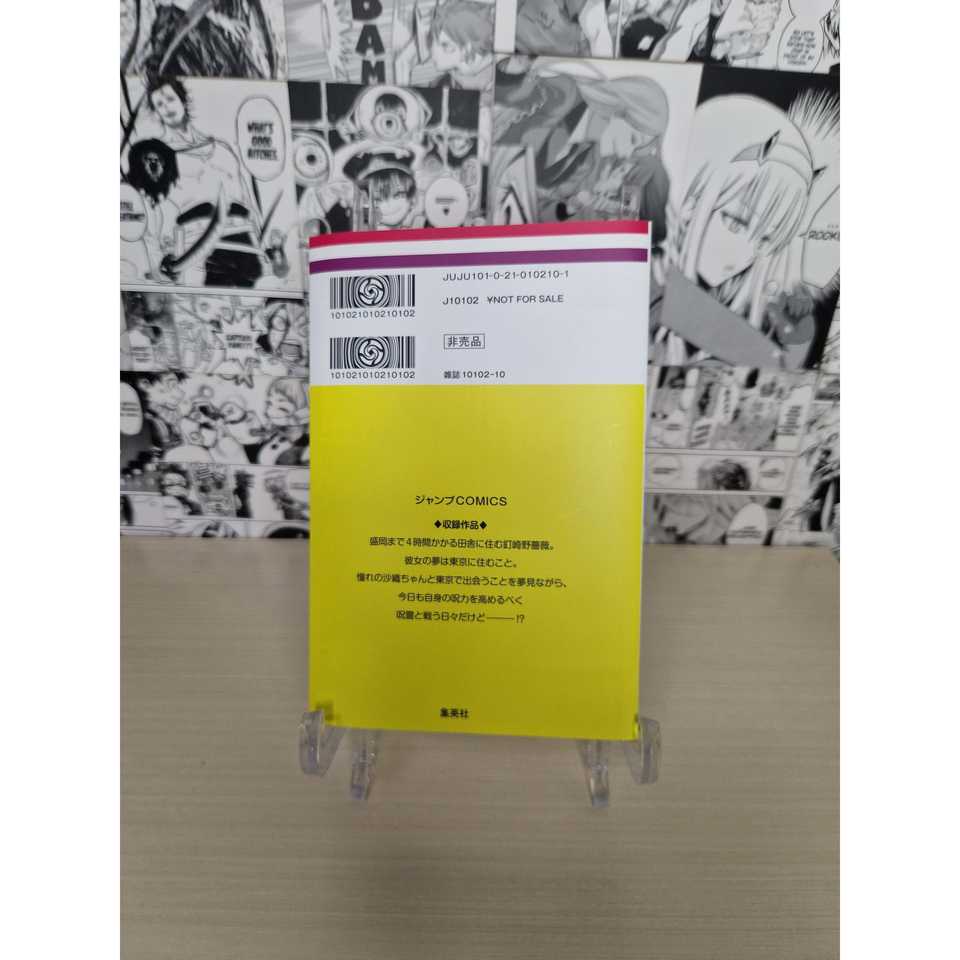 DAM
WHAT'S GOOD BITCHES.
JUJU101-0-21-010210-1
J10102 ¥NOT FOR SALE
101021010210102
非売品
101021010210102
雑誌 10102-10
ジャンプCOMICS
◆収録作品◆
盛岡まで4時間かかる田舎に住む釘崎野薔薇。
彼女の夢は東京に住むこと。
憧れの沙織ちゃんと東京で出会うことを夢見ながら、
今日も自身の呪力を高めるべく
呪霊と戦う日々だけど———!?
集英社